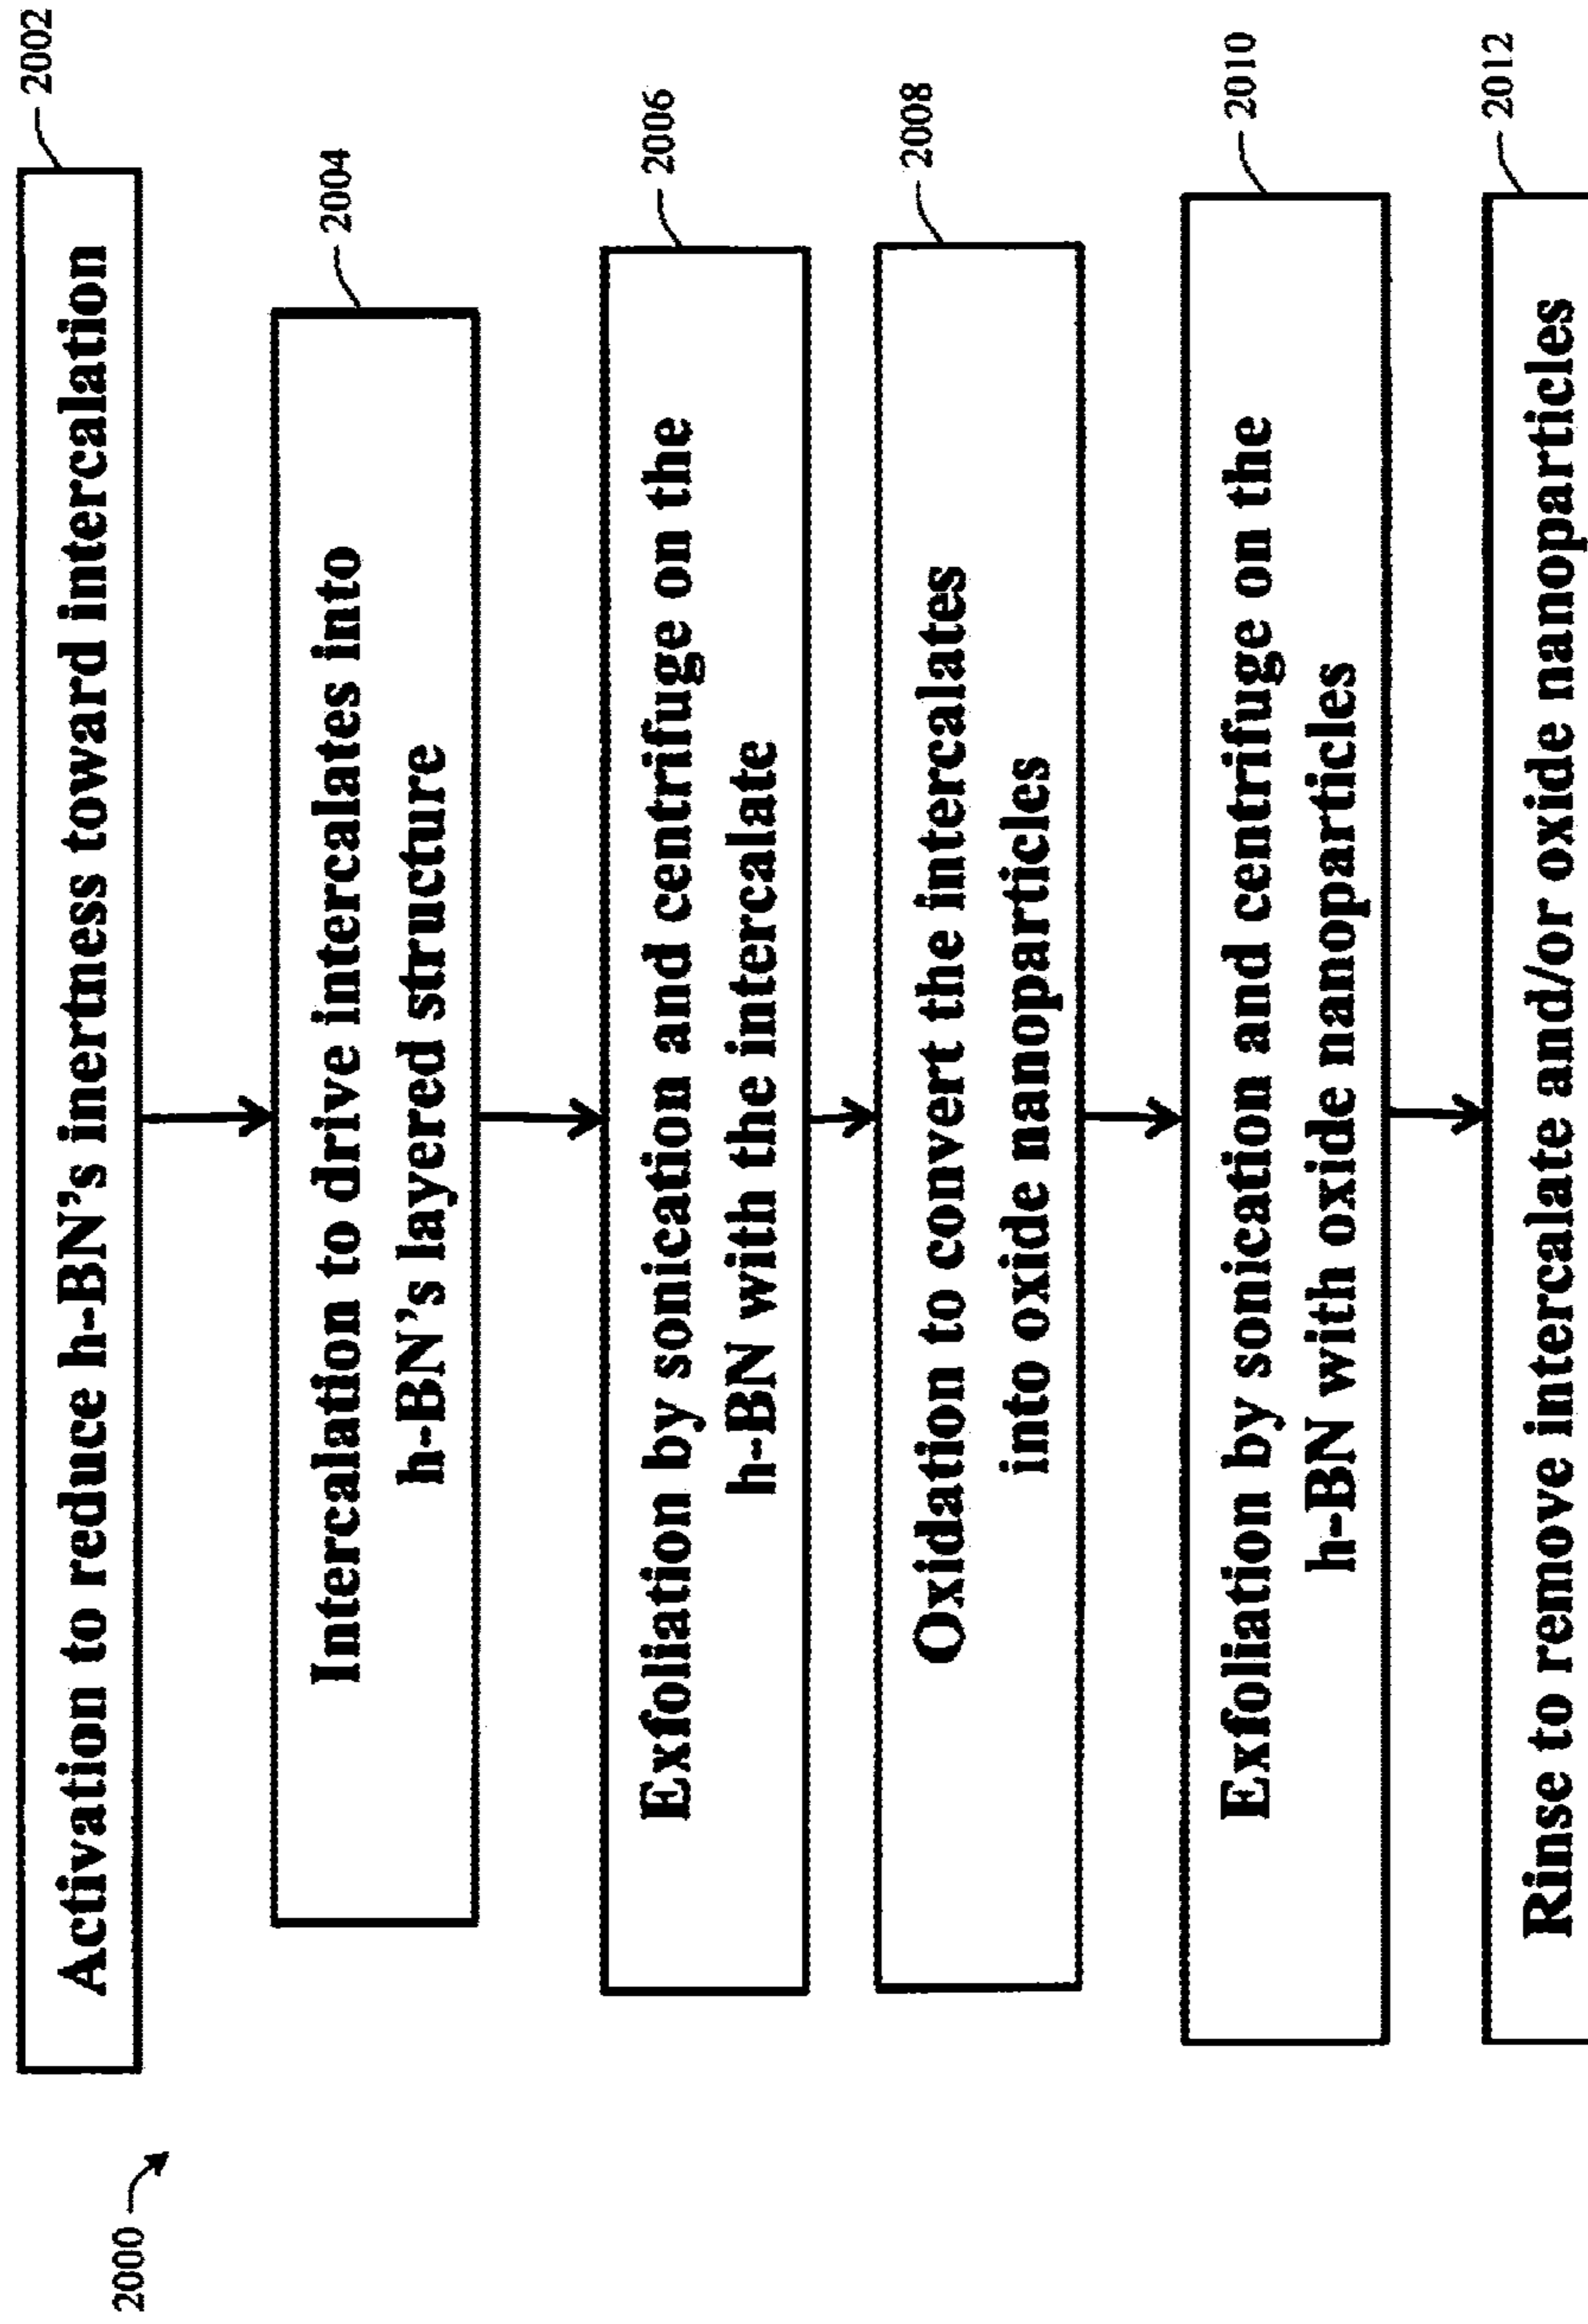 2000
Activation to reduce h-BN's inertness toward intercalation
2002
Intercalation to drive intercalates into
h-BN's layered structure
2004
Exfoliation by sonication and centrifuge on the
h-BN with the intercalate
2006
Oxidation to convert the intercalates
into oxide nanoparticles
2008
Exfoliation by sonication and centrifuge on the
h-BN with oxide nanoparticles
2010
Rinse to remove intercalate and/or oxide nanoparticles
2012